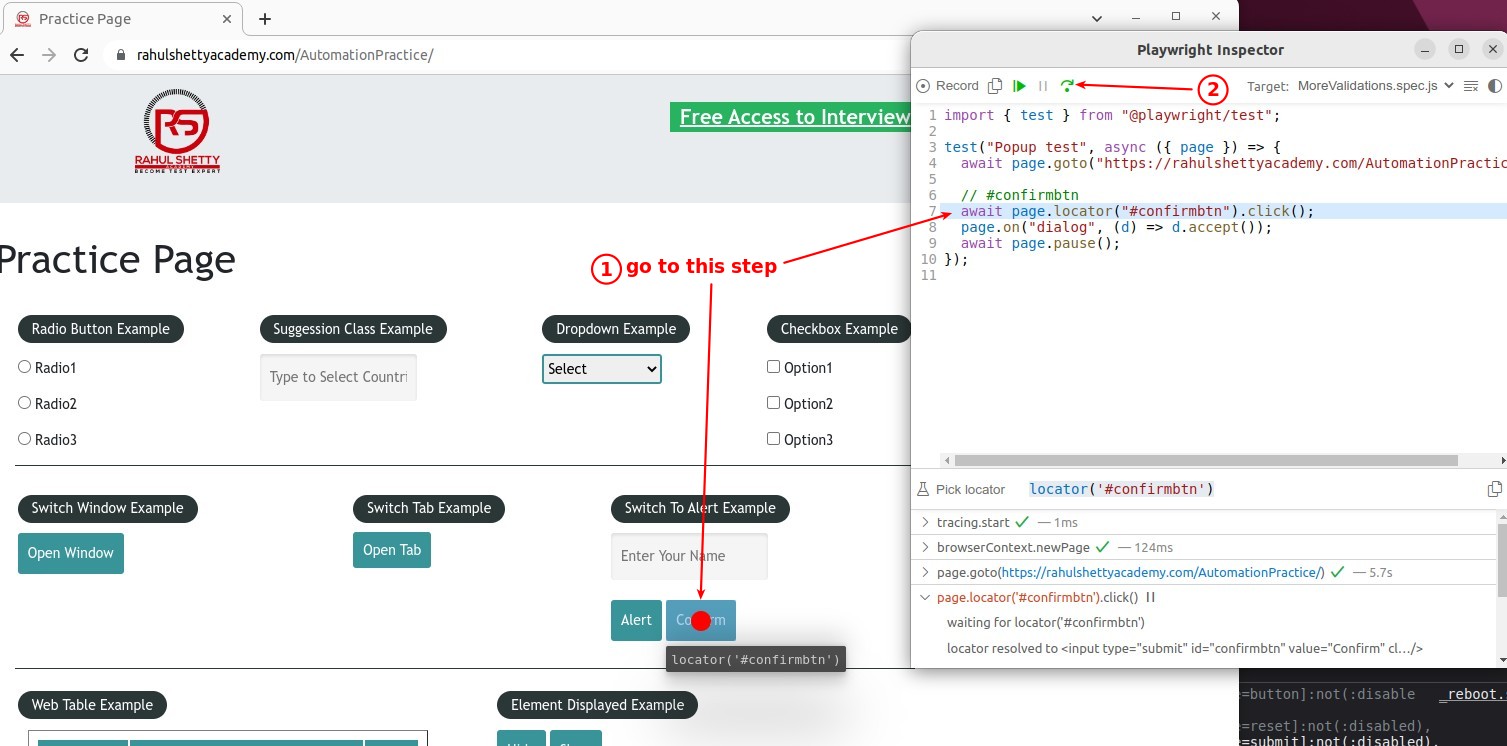 Practice Page
rahulshettyacademy.com/AutomationPractice/
RS
RAHUL SHETTY
ACADEMY
BECOME TEST EXPERT
Free Access to Interview
Practice Page
1 go to this step
Radio Button Example
Suggession Class Example
Dropdown Example
Checkbox Example
Radio1
Type to Select Countri
Select
Option1
Radio2
Option2
Radio3
Option3
Switch Window Example
Switch Tab Example
Switch To Alert Example
Open Window
Open Tab
Enter Your Name
Alert
locator('#confirmbtn')
Web Table Example
Element Displayed Example
Playwright Inspector
Record
2
Target: MoreValidations.spec.js
1 import { test } from "@playwright/test";
2
3 test("Popup test", async ({ page }) => {
4 await page.goto("https://rahulshettyacademy.com/AutomationPractic
5
6 // #confirmbtn
7 await page.locator("#confirmbtn").click();
8 page.on("dialog", (d) => d.accept());
9 await page.pause();
10 });
11
Pick locator locator('#confirmbtn')
tracing.start — 1ms
browserContext.newPage — 124ms
page.goto(https://rahulshettyacademy.com/AutomationPractice/) — 5.7s
page.locator('#confirmbtn').click()
waiting for locator('#confirmbtn')
locator resolved to <input type="submit" id="confirmbtn" value="Confirm" cl…/>
=button]:not(:disable _reboot.
=reset]:not(:disabled),
=submit]:not(:disabled),